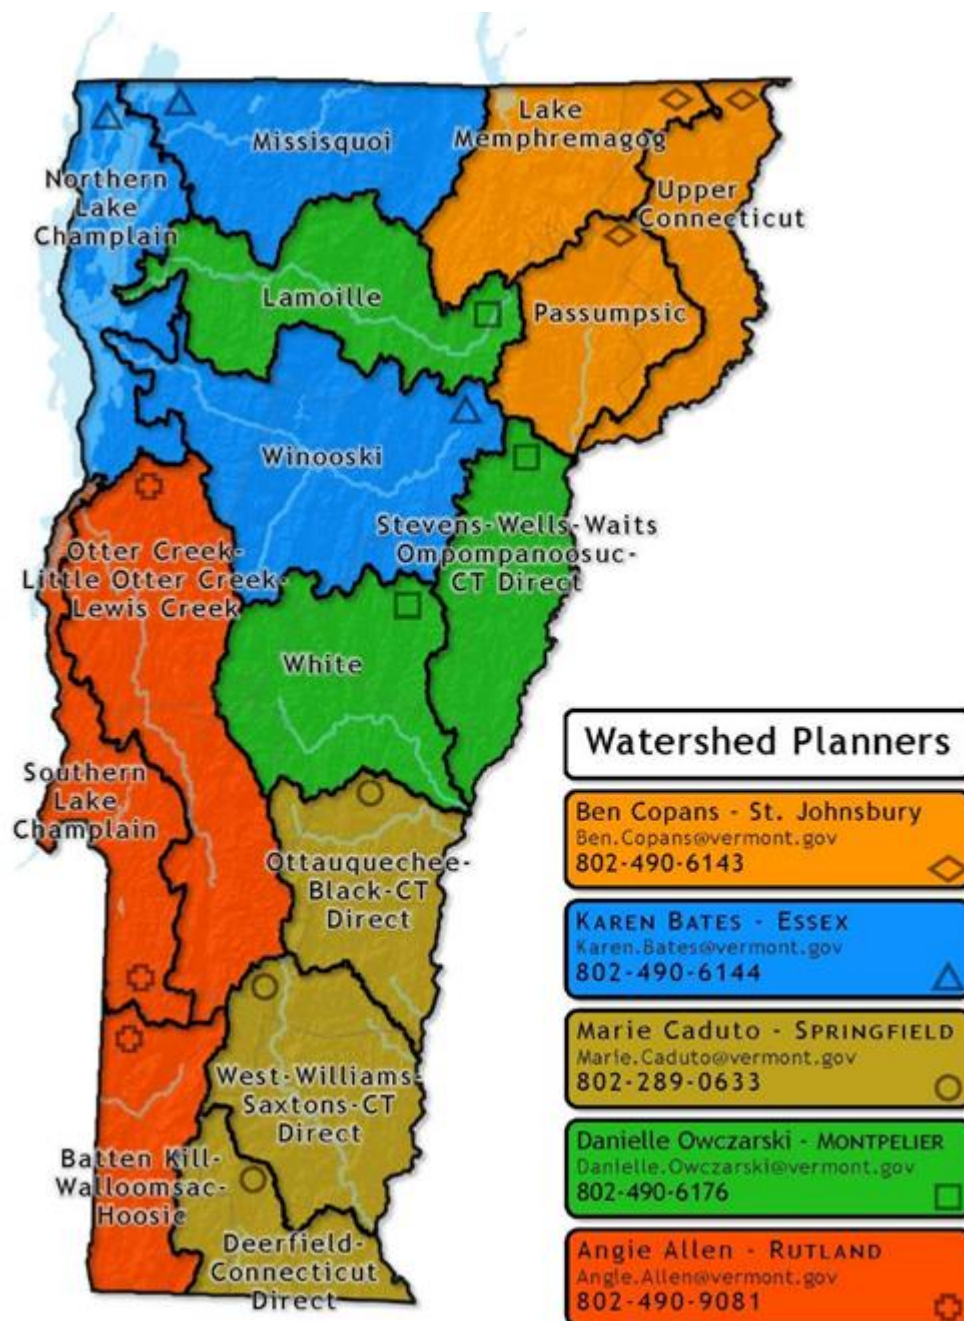 Lake
Memphremagog
Missisquoi
Northern
Lake
Champlain
Upper
Connecticut
Lamoille
Passumpsic
Winooski
Stevens-Wells-Waits
Ompompanoosuc-
CT Direct
Otter Creek-
Little Otter Creek-
Lewis Creek
White
Southern
Lake
Champlain
Ottauquechee-
Black-CT
Direct
West-Williams-
Saxtons-CT
Direct
Batten Kill-
Walloomsac-
Hoosic
Deerfield-
Connecticut
Direct
Watershed Planners
Ben Copans - St. Johnsbury
Ben.Copans@vermont.gov
802-490-6143
KAREN BATES - ESSEX
Karen.Bates@vermont.gov
802-490-6144
Marie Caduto - SPRINGFIELD
Marie.Caduto@vermont.gov
802-289-0633
Danielle Owczarski - MONTPELIER
Danielle.Owczarski@vermont.gov
802-490-6176
Angie Allen - RUTLAND
Angie.Allen@vermont.gov
802-490-9081